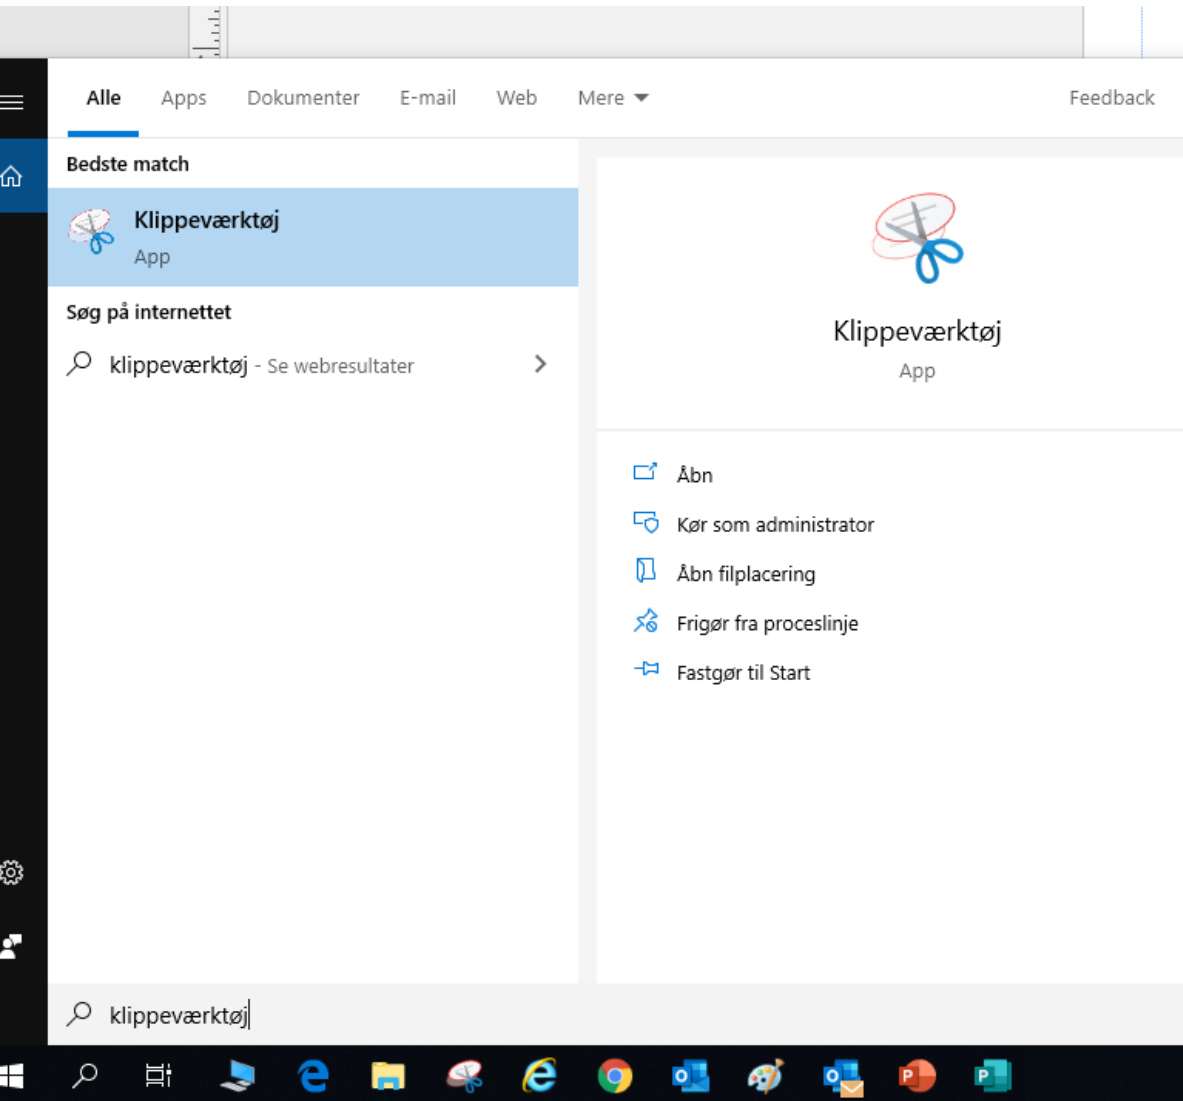 Alle Apps Dokumenter E-mail Web Mere Feedback
Bedste match
Klippeværktøj
App
Søg på internettet
klippeværktøj - Se webresultater
Klippeværktøj
App
Åbn
Kør som administrator
Åbn filplacering
Frigør fra proceslinje
Fastgør til Start
klippeværktøj